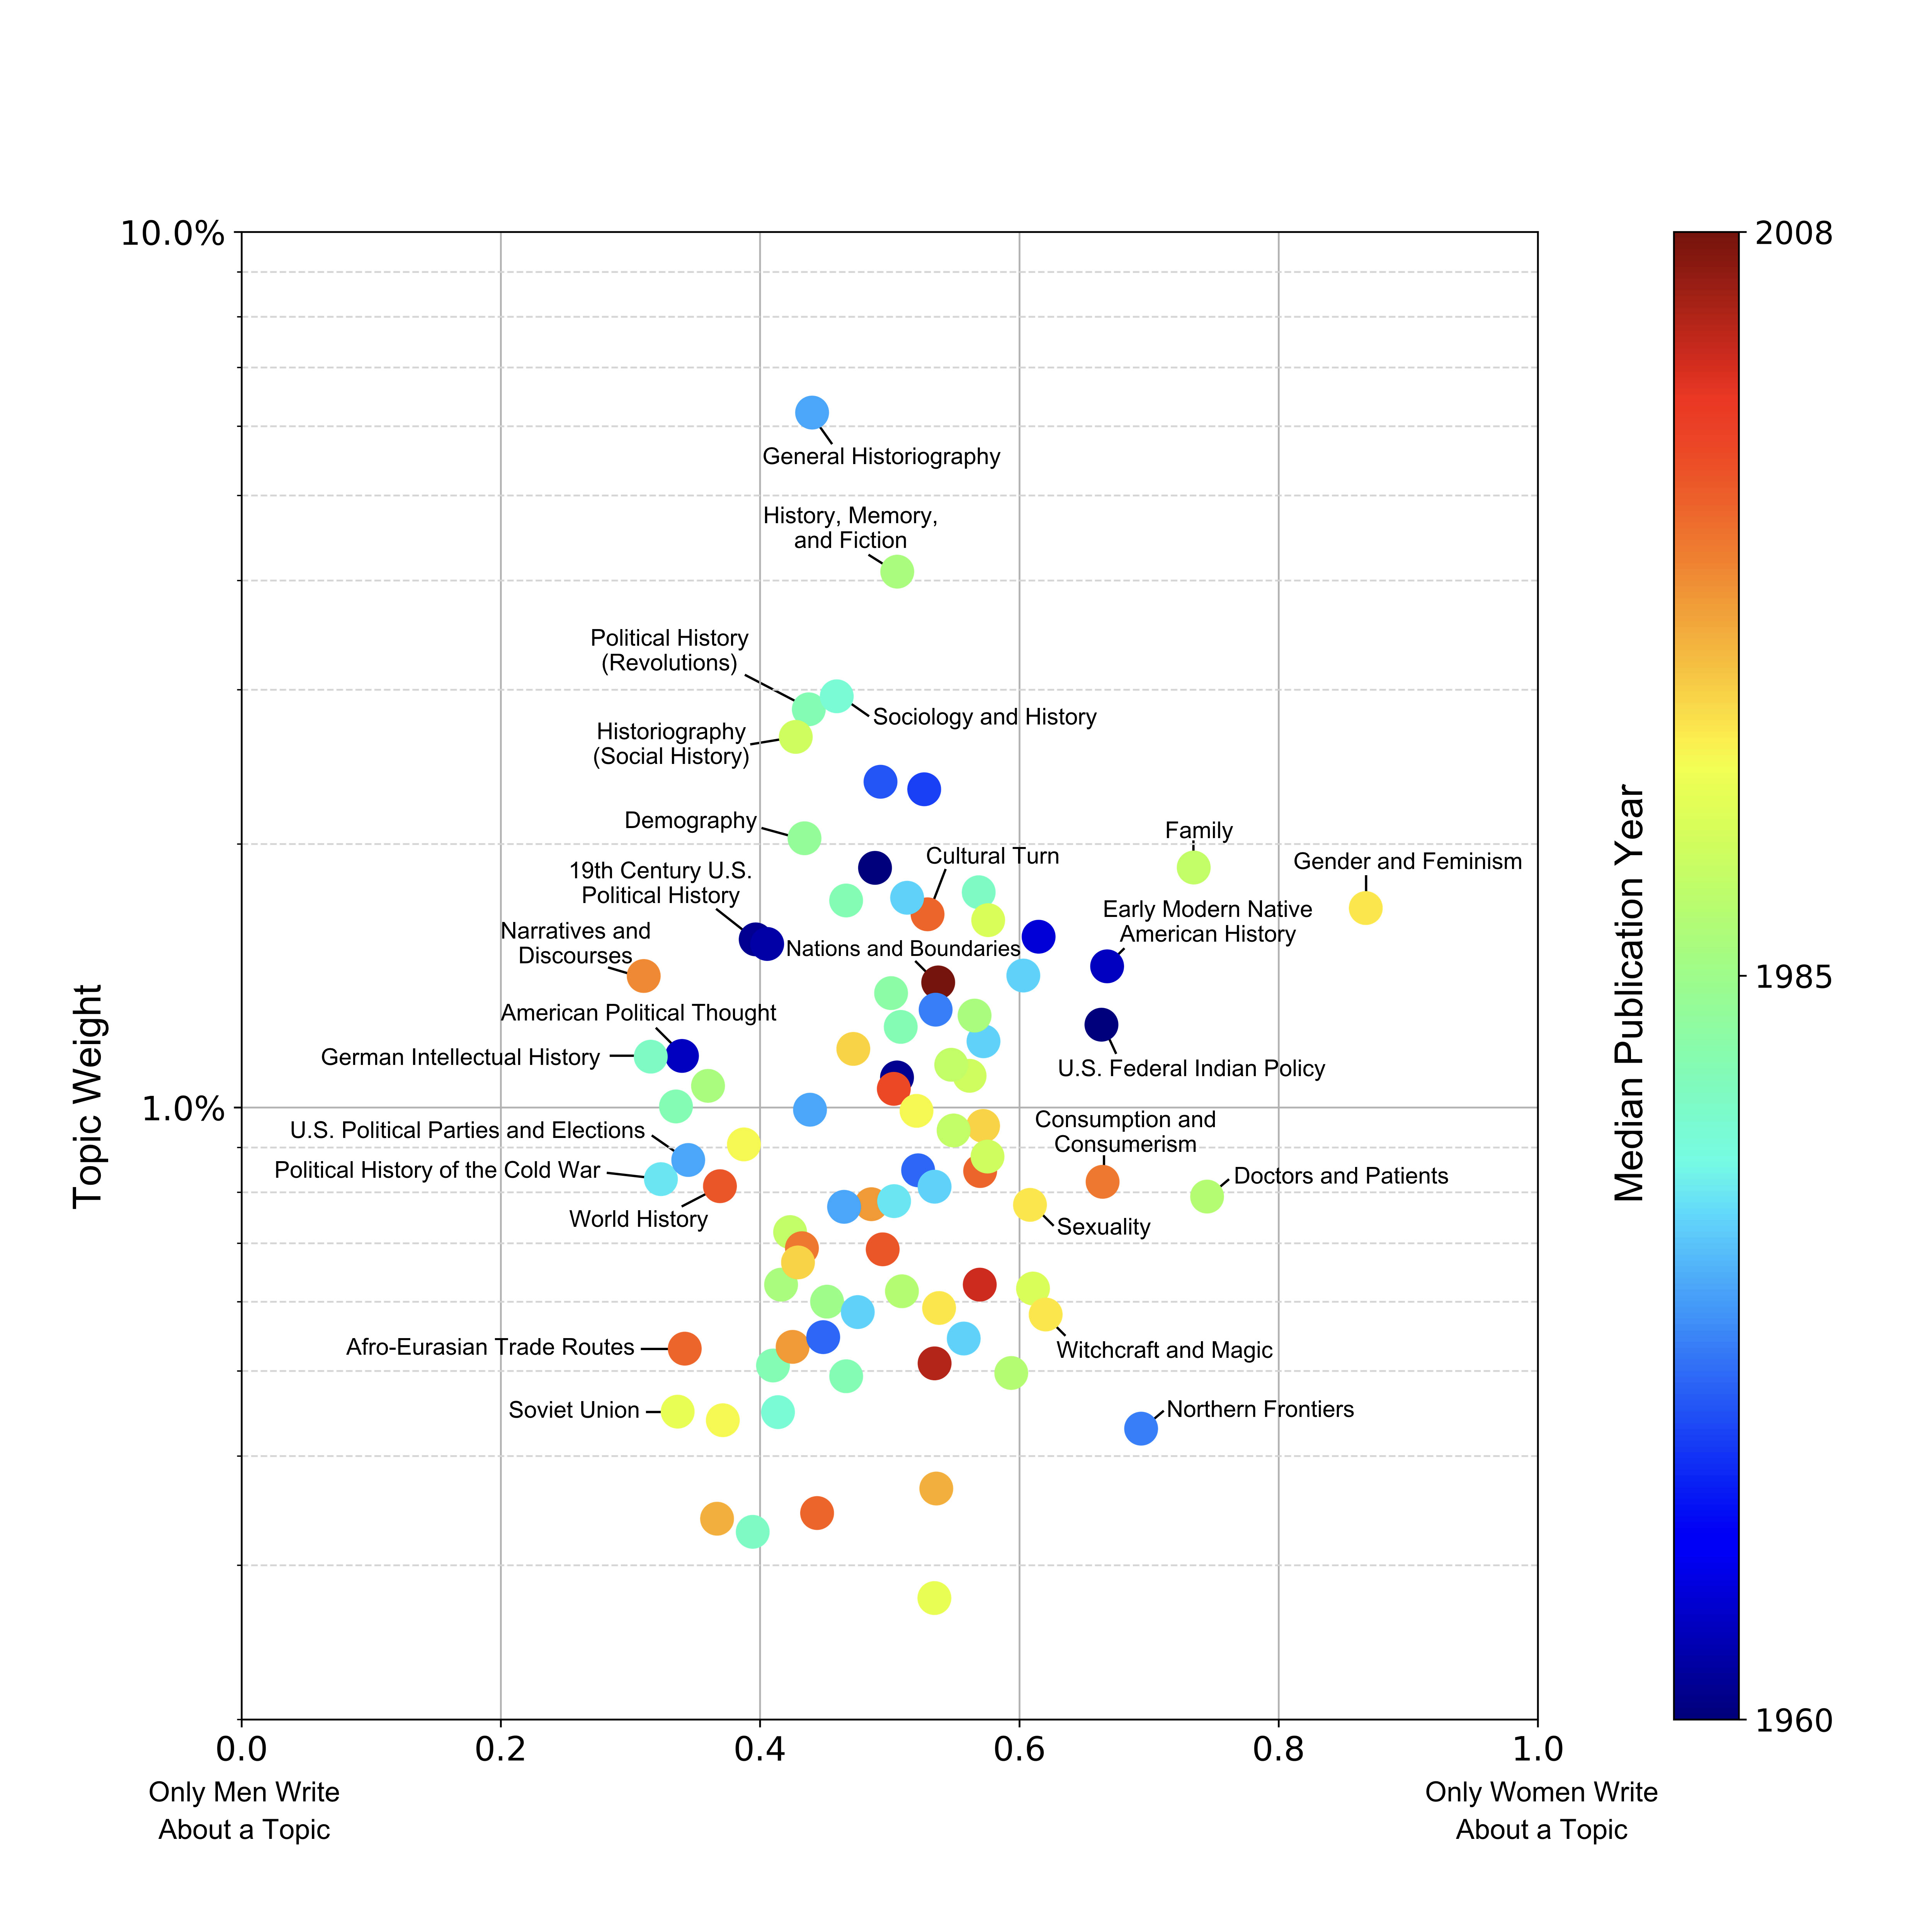 10.0%
2008
General Historiography
History, Memory,
and Fiction
Political History
(Revolutions)
Sociology and History
Historiography
(Social History)
Demography
Family
Cultural Turn
Gender and Feminism
19th Century U.S.
Political History
Early Modern Native
American History
Narratives and
Discourses
Nations and Boundaries
1985
American Political Thought
German Intellectual History
U.S. Federal Indian Policy
Topic Weight
Median Publication Year
1.0%
Consumption and
Consumerism
U.S. Political Parties and Elections
Political History of the Cold War
Doctors and Patients
World History
Sexuality
Afro-Eurasian Trade Routes
Witchcraft and Magic
Soviet Union
Northern Frontiers
1960
0.0 0.2 0.4 0.6 0.8 1.0
Only Men Write
About a Topic
Only Women Write
About a Topic